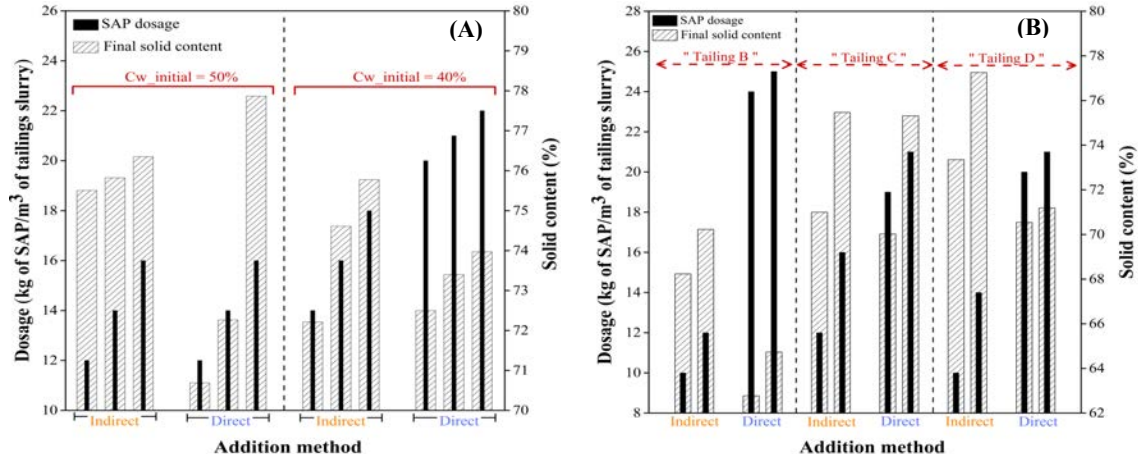 (A)
SAP dosage
Final solid content
Cw_initial = 50%
Cw_initial = 40%
Dosage (kg of SAP/m³ of tailings slurry)
26
24
22
20
18
16
14
12
10
80
79
78
77
76
75
74
73
72
71
70
Solid content (%)
Indirect
Direct
Indirect
Direct
Addition method
(B)
SAP dosage
Final solid content
" Tailing B "
" Tailing C "
" Tailing D "
Dosage (kg of SAP/m³ of tailings slurry)
28
26
24
22
20
18
16
14
12
10
8
80
78
76
74
72
70
68
66
64
62
Solid content (%)
Indirect
Direct
Indirect
Direct
Indirect
Direct
Addition method